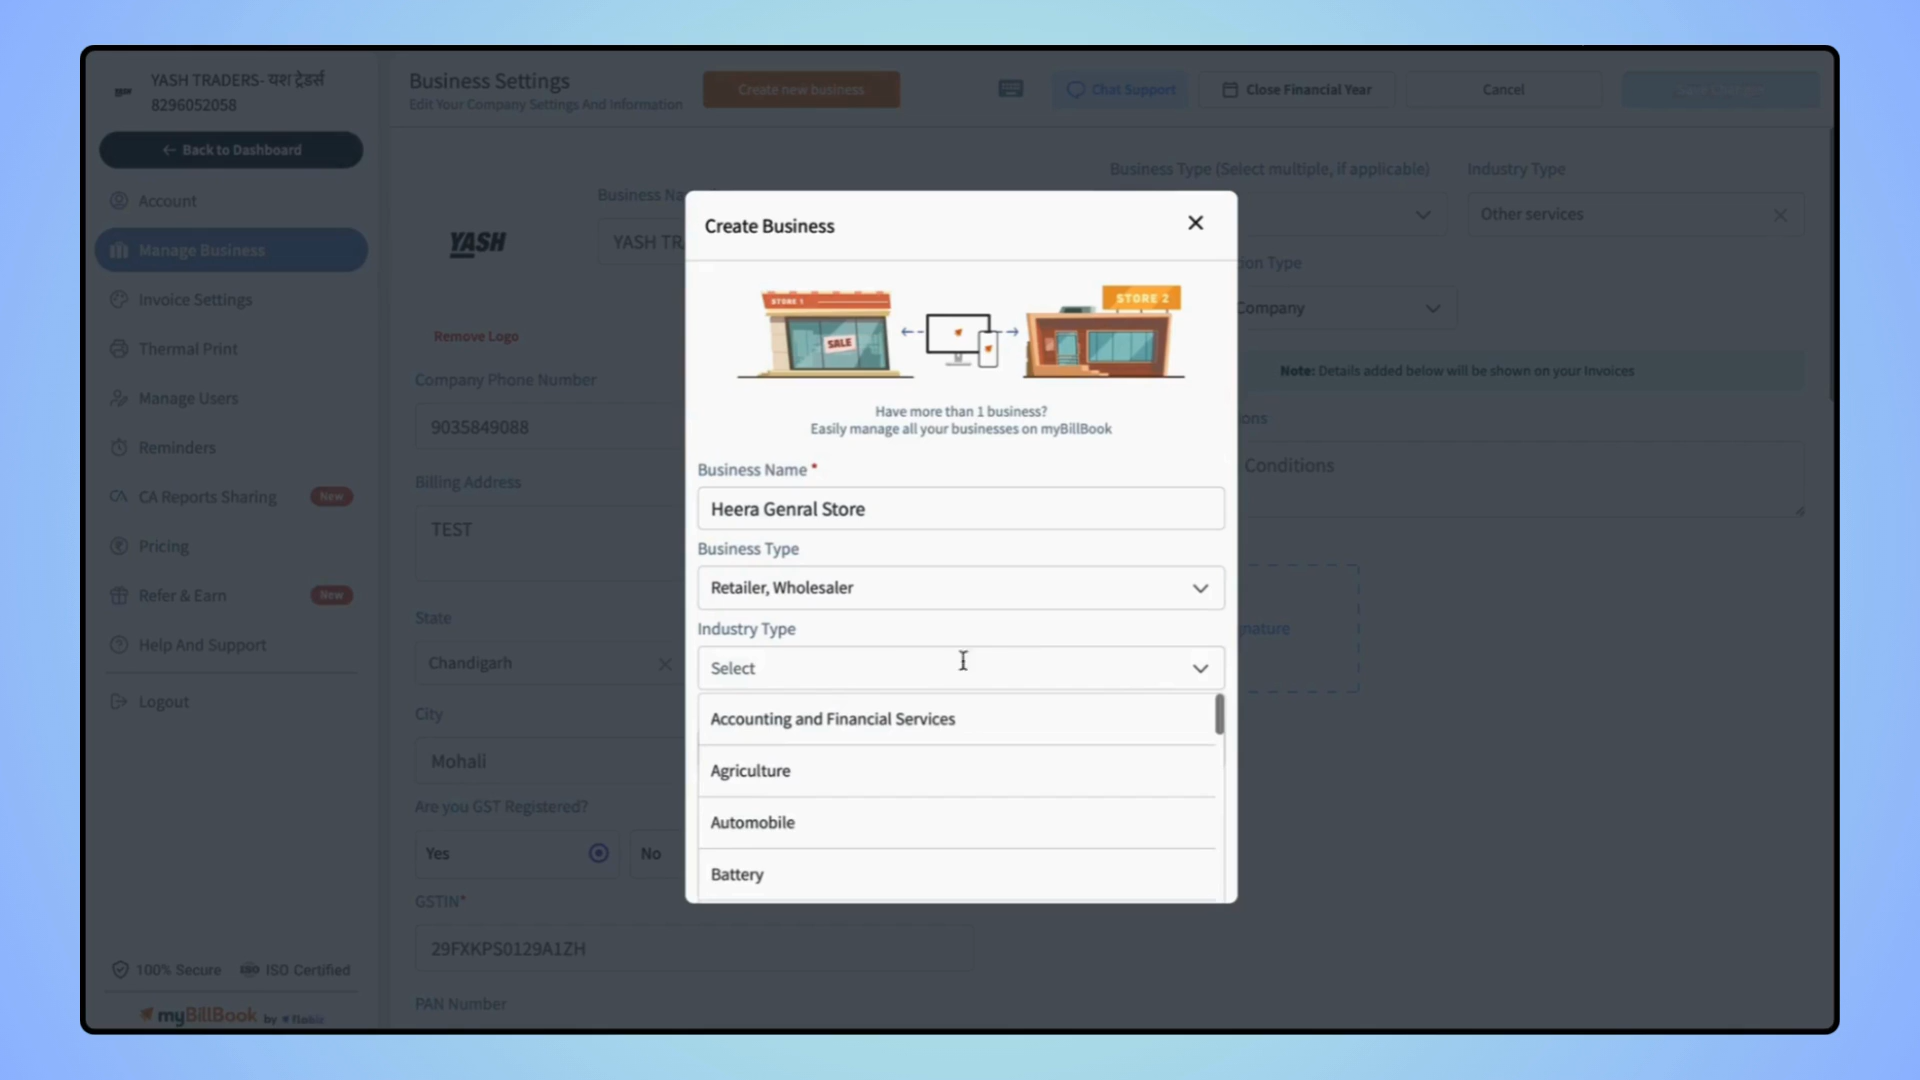 YASH TRADERS- यश ट्रेडर्स
8296052058
← Back to Dashboard
Account
Manage Business
Invoice Settings
Thermal Print
Manage Users
Reminders
CA Reports Sharing New
Pricing
Refer & Earn New
Help And Support
Logout
100% Secure ISO Certified
myBillBook by flobiz
Business Settings
Edit Your Company Settings And Information
Create new business
Chat Support
Close Financial Year
Cancel
Save Changes
Business Na
YASH TR
YASH
Remove Logo
Company Phone Number
9035849088
Billing Address
TEST
State
Chandigarh
City
Mohali
Are you GST Registered?
Yes
No
GSTIN*
29FXKPS0129A1ZH
PAN Number
Create Business
STORE 1
SALE
STORE 2
Have more than 1 business?
Easily manage all your businesses on myBillBook
Business Name *
Heera Genral Store
Business Type
Retailer, Wholesaler
Industry Type
Select
Accounting and Financial Services
Agriculture
Automobile
Battery
Business Type (Select multiple, if applicable)
Industry Type
Other services
ion Type
Company
Note: Details added below will be shown on your Invoices
ons
Conditions
nature